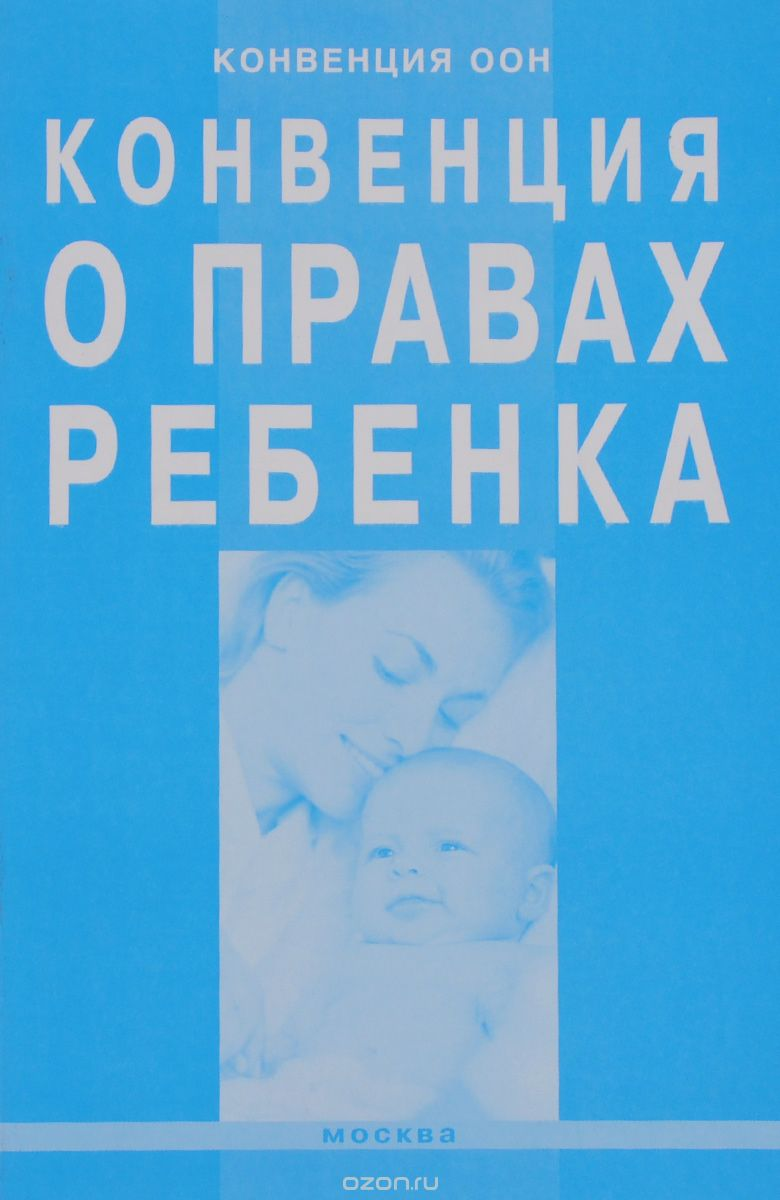 КОНВЕНЦИЯ ООН
КОНВЕНЦИЯ
О ПРАВАХ
РЕБЕНКА
МОСКВА
ozon.ru